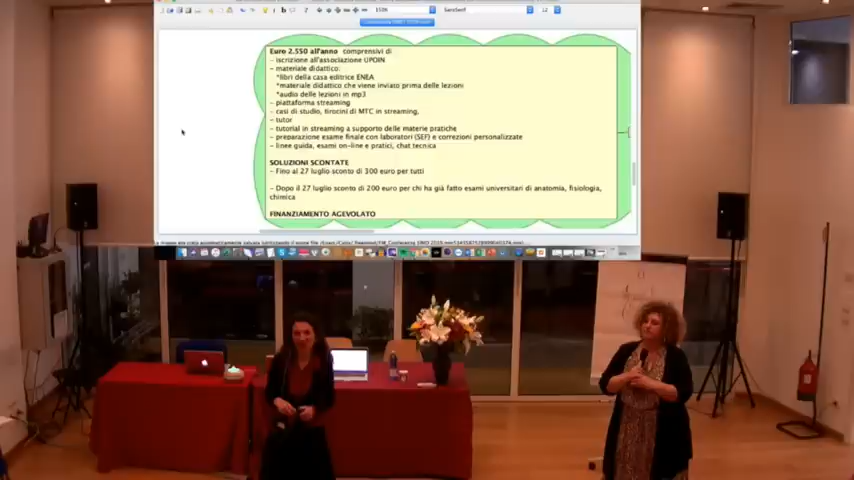 SansSerif
12
Euro 2.550 all'anno comprensivi di
- iscrizione all'associazione UPOIN
- materiale didattico:
*libri della casa editrice ENEA
*materiale didattico che viene inviato prima delle lezioni
*audio delle lezioni in mp3
- piattaforma streaming
- casi di studio, tirocini di MTC in streaming,
- tutor
- tutorial in streaming a supporto delle materie pratiche
- preparazione esame finale con laboratori (SEF) e correzioni personalizzate
- linee guida, esami on-line e pratici, chat tecnica
SOLUZIONI SCONTATE
- Fino al 27 luglio sconto di 300 euro per tutti
- Dopo il 27 luglio sconto di 200 euro per chi ha già fatto esami universitari di anatomia, fisiologia,
chimica
FINANZIAMENTO AGEVOLATO